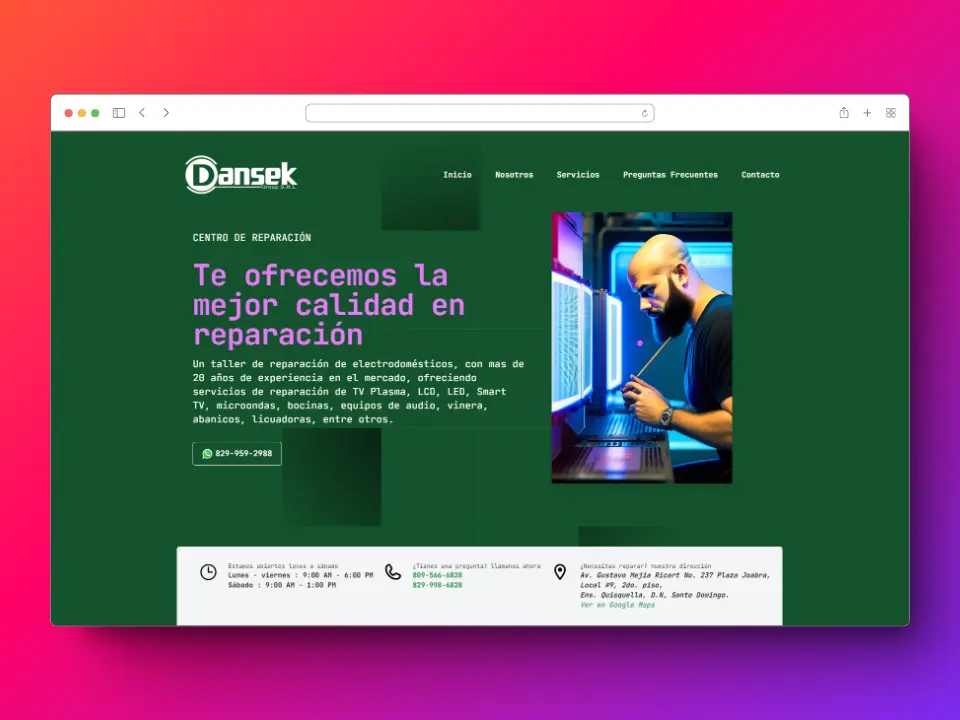 Dansek
Group S.R.L.
Inicio Nosotros Servicios Preguntas Frecuentes Contacto
CENTRO DE REPARACIÓN
Te ofrecemos la
mejor calidad en
reparación
Un taller de reparación de electrodomésticos, con mas de
20 años de experiencia en el mercado, ofreciendo
servicios de reparación de TV Plasma, LCD, LED, Smart
TV, microondas, bocinas, equipos de audio, vinera,
abanicos, licuadoras, entre otros.
829-959-2988
Estamos abiertos lunes a sábado
Lunes - viernes : 9:00 AM - 6:00 PM
Sábado : 9:00 AM - 1:00 PM
¿Tienes una pregunta? llamanos ahora
809-566-6828
829-998-6828
¿Necesitas reparar? nuestra dirección
Av. Gustavo Mejia Ricart No. 237 Plaza Joabra,
Local #9, 2do. piso,
Ens. Quisquella, D.N, Santo Domingo.
Ver en Google Maps